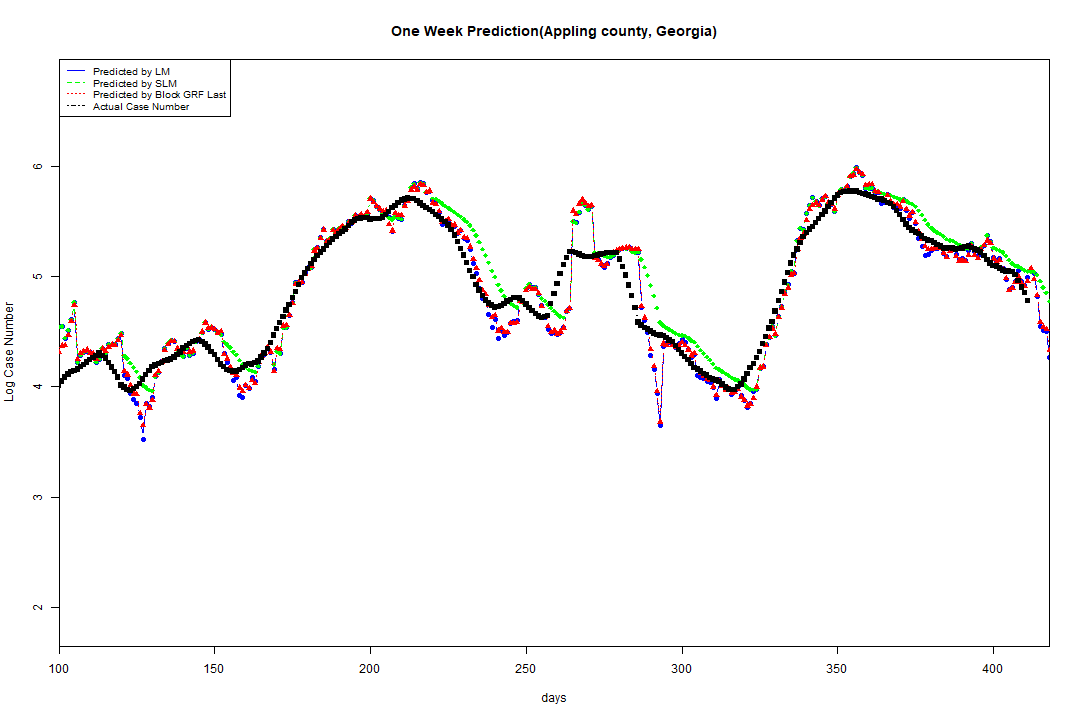 One Week Prediction(Appling county, Georgia)
Predicted by LM
Predicted by SLM
Predicted by Block GRF Last
Actual Case Number
6
5
4
3
2
Log Case Number
100 150 200 250 300 350 400
days